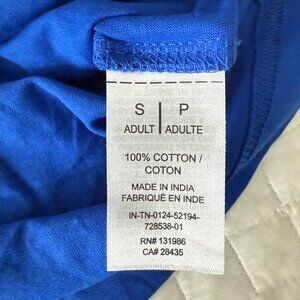 S | P
ADULT | ADULTE
100% COTTON /
COTON
MADE IN INDIA
FABRIQUÉ EN INDE
IN-TN-0124-52194-
728538-01
RN# 131986
CA# 28435